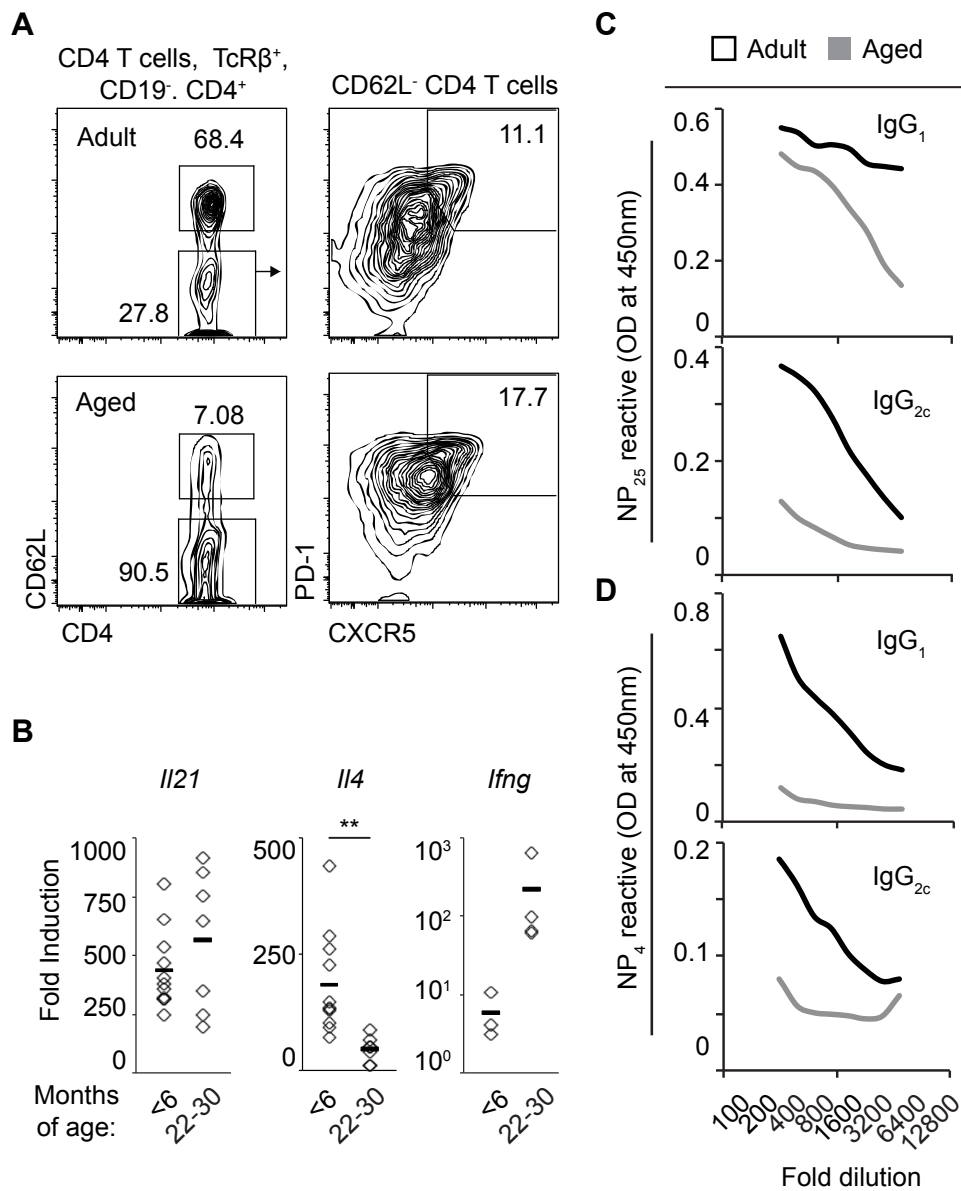 A
CD4 T cells, TcRβ⁺,
CD19⁻. CD4⁺
CD62L⁻ CD4 T cells
Adult
68.4
27.8
11.1
Aged
7.08
90.5
17.7
CD62L
CD4
PD-1
CXCR5
B
Il21
Il4
Ifng
**
Fold Induction
1000
750
500
250
0
500
250
0
10³
10²
10¹
10⁰
Months
of age:
<6
22-30
<6
22-30
<6
22-30
C
Adult
Aged
NP₂₅ reactive (OD at 450nm)
IgG₁
0.6
0.4
0.2
0
IgG₂c
0.4
0.2
0
D
NP₄ reactive (OD at 450nm)
IgG₁
0.8
0.4
0
IgG₂c
0.2
0.1
0
100
200
4000
800
1600
3200
6400
12800
Fold dilution